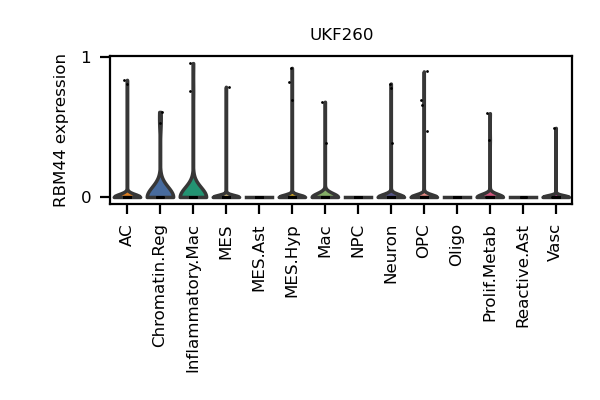 UKF260
RBM44 expression
1
0
AC
Chromatin.Reg
Inflammatory.Mac
MES
MES.Ast
MES.Hyp
Mac
NPC
Neuron
OPC
Oligo
Prolif.Metab
Reactive.Ast
Vasc